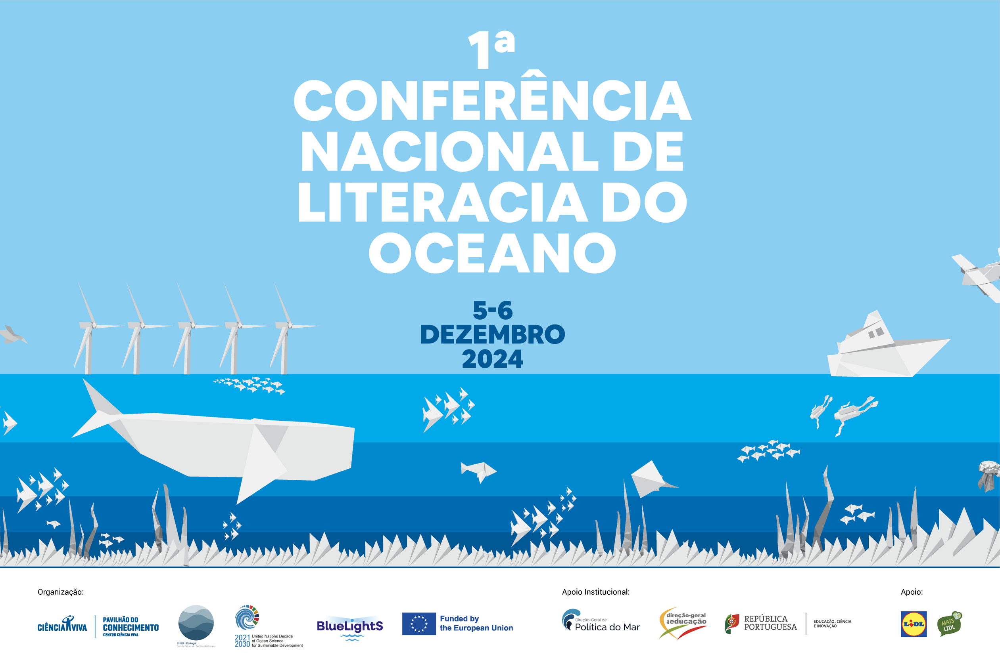 1ª
CONFERÊNCIA
NACIONAL DE
LITERACIA DO
OCEANO
5-6
DEZEMBRO
2024
Organização:
CIÊNCIA VIVA
PAVILHÃO DO
CONHECIMENTO
CENTRO CIÊNCIA VIVA
CNDO - Portugal
Comité Nacional - Década do Oceano
2021
2030
United Nations Decade
of Ocean Science
for Sustainable Development
BlueLightS
Funded by
the European Union
Apoio Institucional:
Direção-Geral de
Política do Mar
direção-geral
da educação
REPÚBLICA
PORTUGUESA
EDUCAÇÃO, CIÊNCIA
E INOVAÇÃO
Apoio:
LIDL
MAIS
LIDL